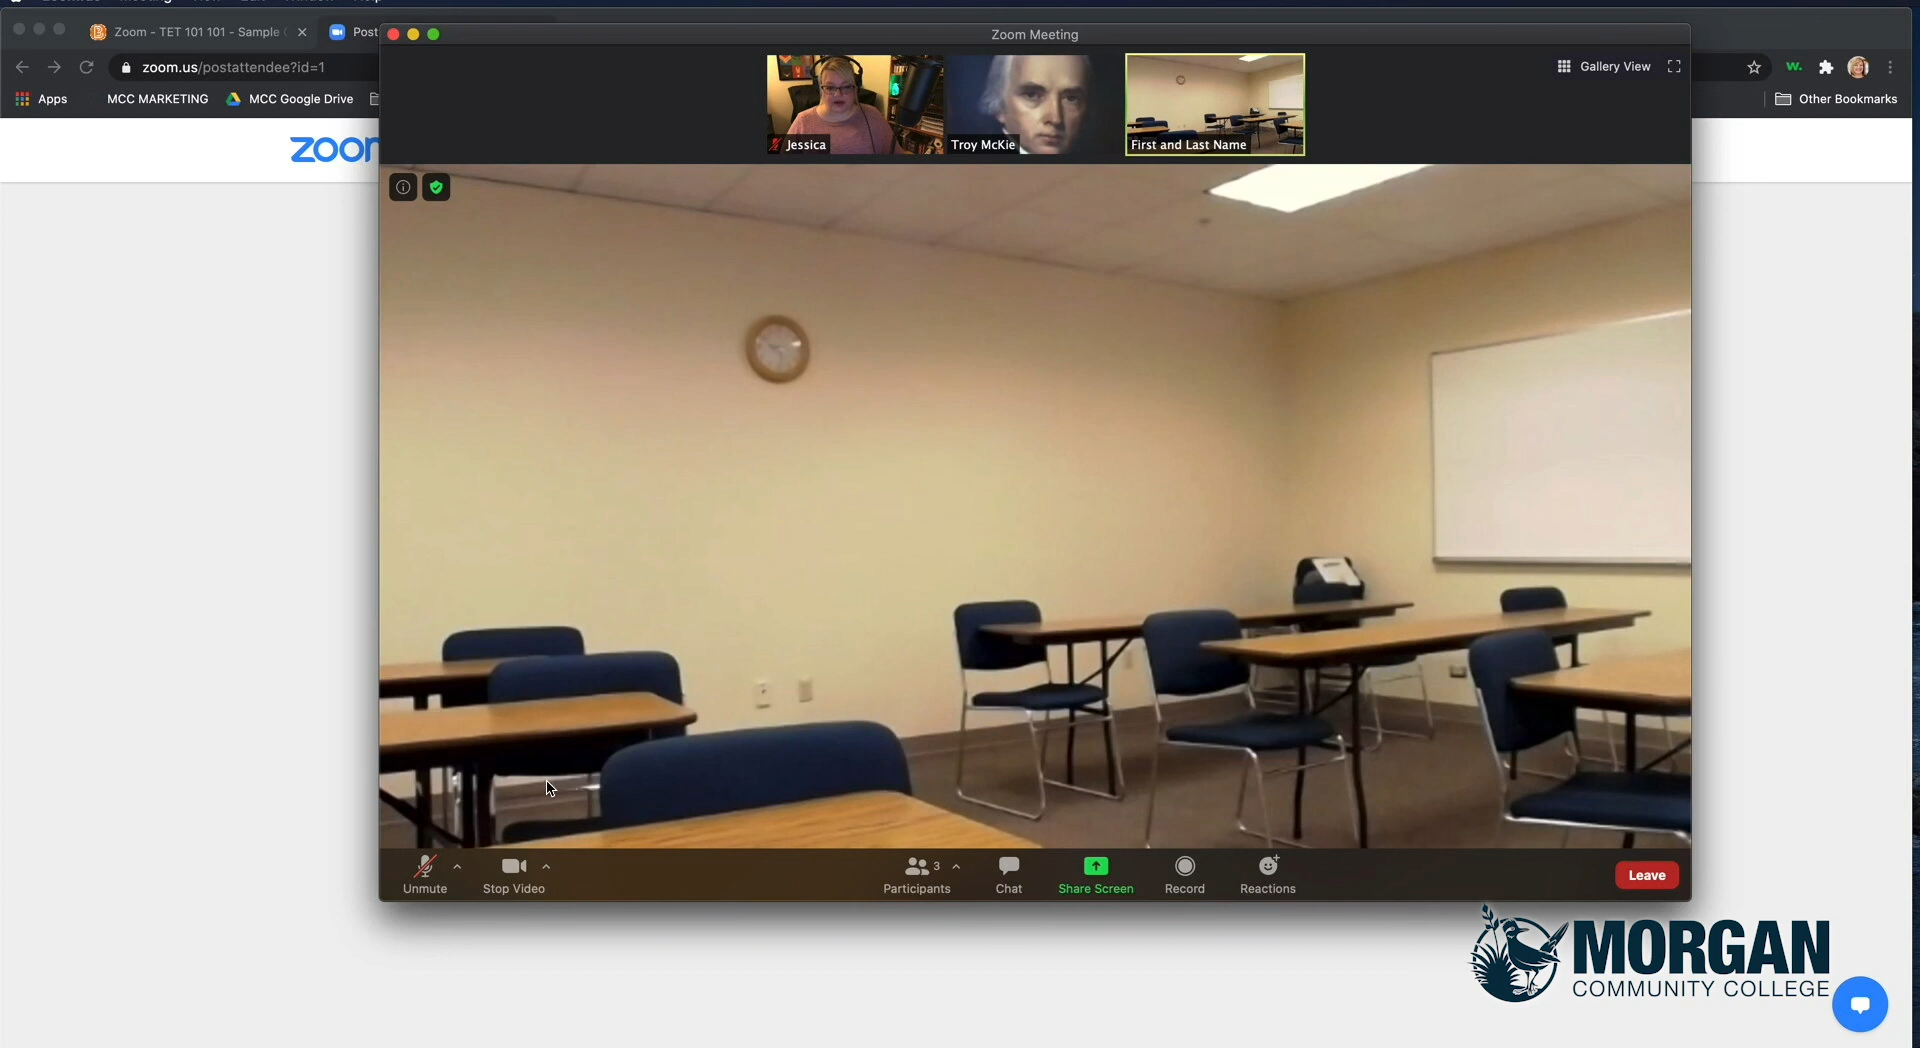 Zoom - TET 101 101 - Sample
Post
Zoom Meeting
zoom.us/postattendee?id=1
Gallery View
Apps
MCC MARKETING
MCC Google Drive
Other Bookmarks
w.
Jessica
Troy McKie
First and Last Name
zoom
Unmute
Stop Video
3
Participants
Chat
Share Screen
Record
Reactions
Leave
MORGAN
COMMUNITY COLLEGE